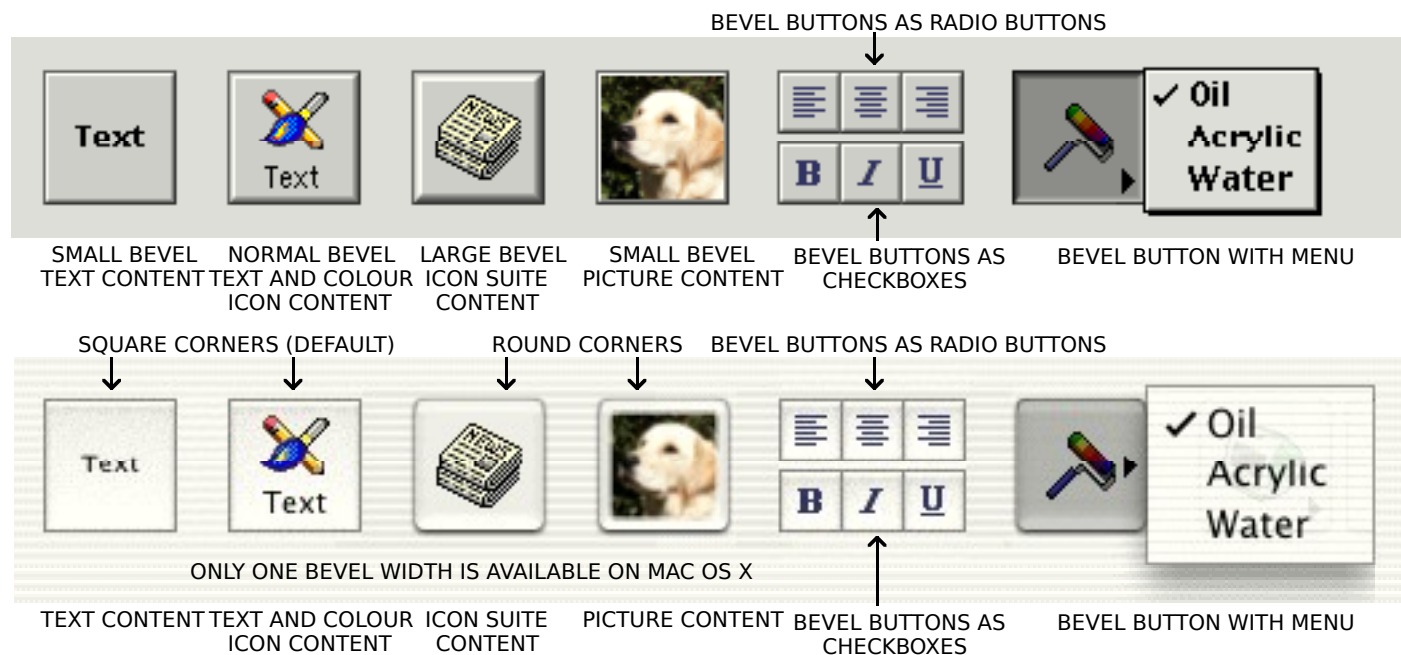 BEVEL BUTTONS AS RADIO BUTTONS
Text
Text
NEWS
B I U
✓ Oil
Acrylic
Water
SMALL BEVEL
TEXT CONTENT
NORMAL BEVEL
TEXT AND COLOUR
ICON CONTENT
LARGE BEVEL
ICON SUITE
CONTENT
SMALL BEVEL
PICTURE CONTENT
BEVEL BUTTONS AS
CHECKBOXES
BEVEL BUTTON WITH MENU
SQUARE CORNERS (DEFAULT)
ROUND CORNERS
BEVEL BUTTONS AS RADIO BUTTONS
Text
Text
NEWS
B I U
✓ Oil
Acrylic
Water
ONLY ONE BEVEL WIDTH IS AVAILABLE ON MAC OS X
TEXT CONTENT
TEXT AND COLOUR
ICON CONTENT
ICON SUITE
CONTENT
PICTURE CONTENT
BEVEL BUTTONS AS
CHECKBOXES
BEVEL BUTTON WITH MENU